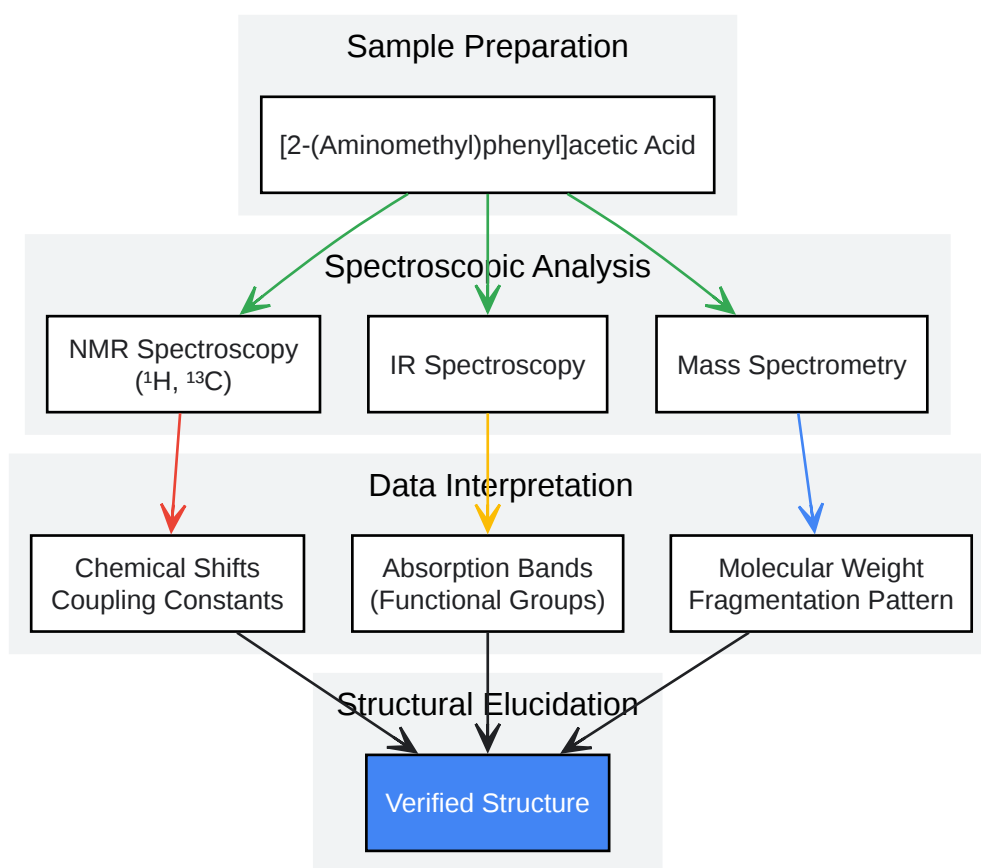 Sample Preparation
[2-(Aminomethyl)phenyl]acetic Acid
Spectroscopic Analysis
NMR Spectroscopy
(¹H, ¹³C)
IR Spectroscopy
Mass Spectrometry
Data Interpretation
Chemical Shifts
Coupling Constants
Absorption Bands
(Functional Groups)
Molecular Weight
Fragmentation Pattern
Structural Elucidation
Verified Structure